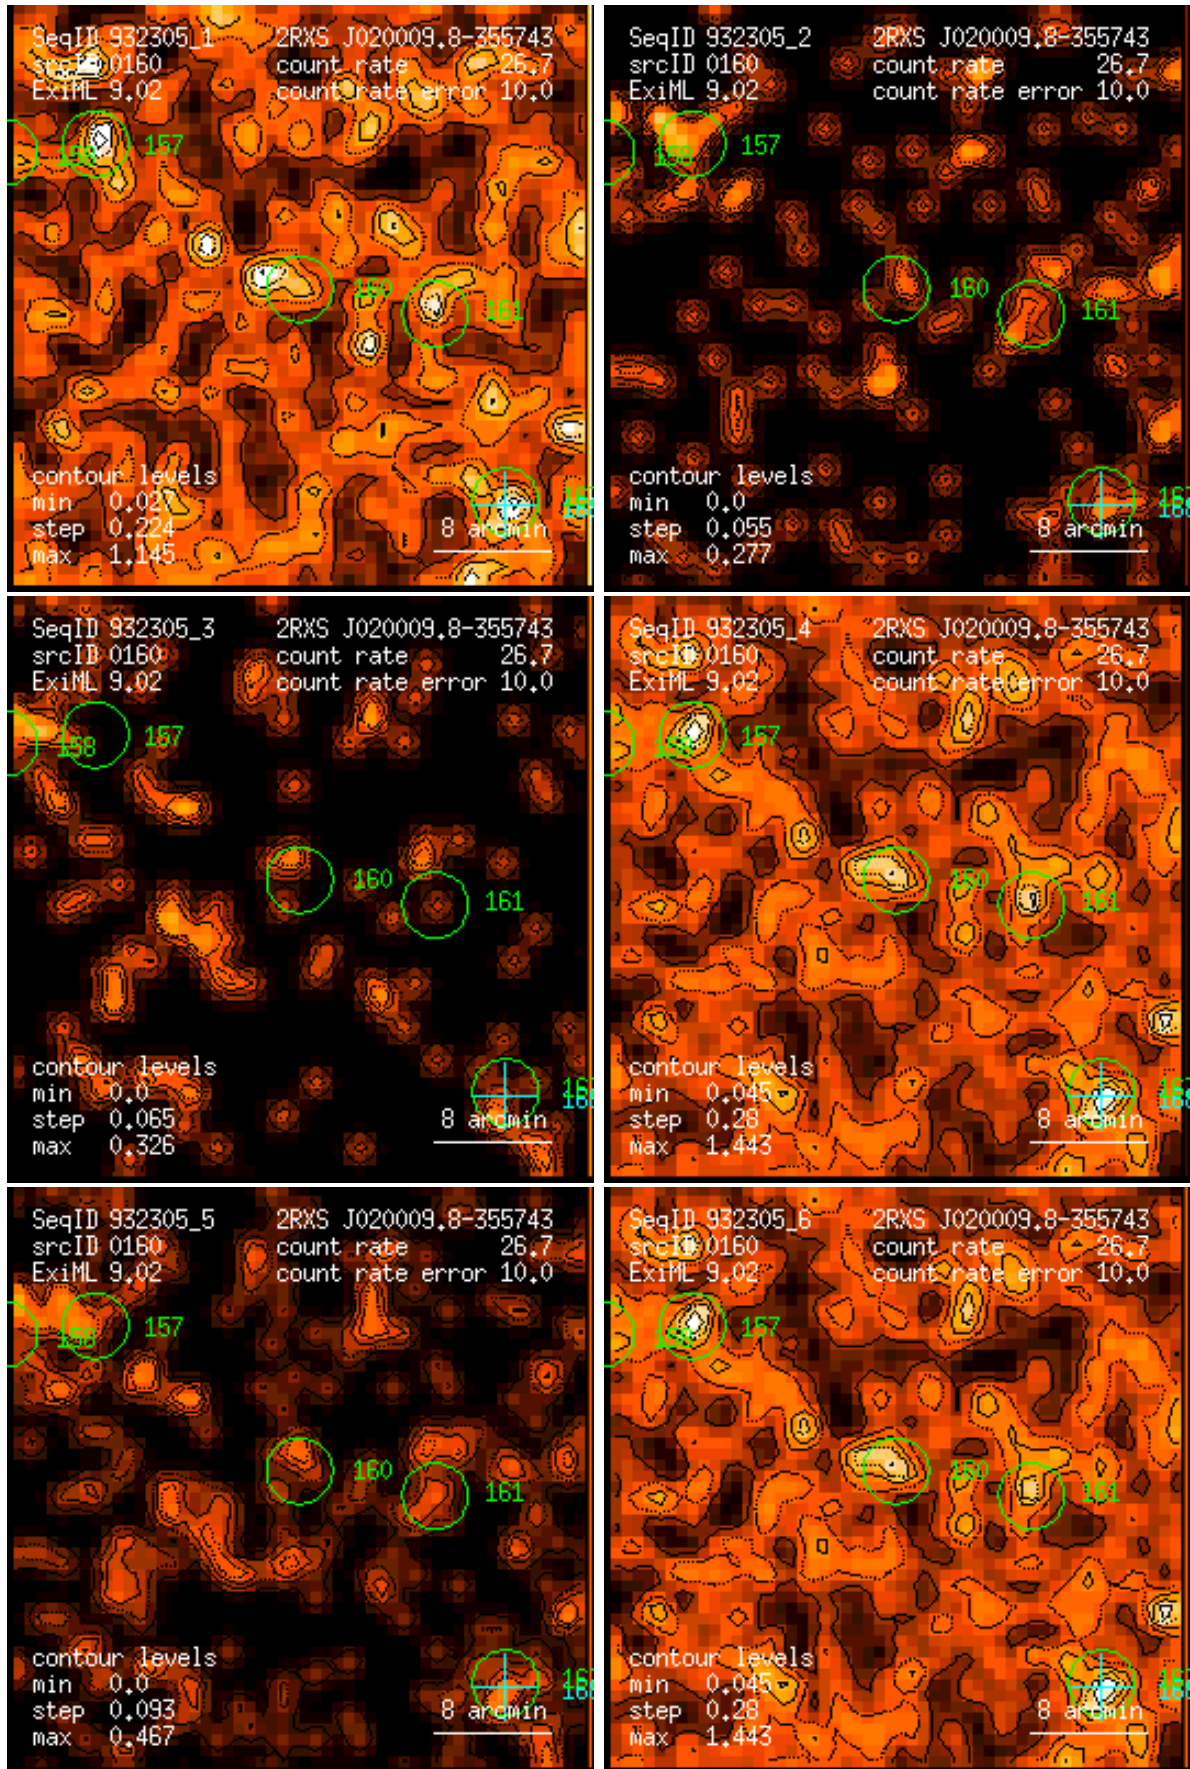 SeqID 932305_1 2RXS J020009.8-355743
srcID 0160 count rate 26.7
ExiML 9.02 count rate error 10.0
158 157
160
161
contour levels
min 0.027
step 0.224
max 1.145
8 arcmin
SeqID 932305_2 2RXS J020009.8-355743
srcID 0160 count rate 26.7
ExiML 9.02 count rate error 10.0
158 157
160
161
contour levels
min 0.0
step 0.055
max 0.277
8 arcmin
SeqID 932305_3 2RXS J020009.8-355743
srcID 0160 count rate 26.7
ExiML 9.02 count rate error 10.0
158 157
160
161
contour levels
min 0.0
step 0.065
max 0.326
8 arcmin
SeqID 932305_4 2RXS J020009.8-355743
srcID 0160 count rate 26.7
ExiML 9.02 count rate error 10.0
158 157
160
161
contour levels
min 0.045
step 0.28
max 1.443
8 arcmin
SeqID 932305_5 2RXS J020009.8-355743
srcID 0160 count rate 26.7
ExiML 9.02 count rate error 10.0
158 157
160
161
contour levels
min 0.0
step 0.093
max 0.467
8 arcmin
SeqID 932305_6 2RXS J020009.8-355743
srcID 0160 count rate 26.7
ExiML 9.02 count rate error 10.0
158 157
160
161
contour levels
min 0.045
step 0.28
max 1.443
8 arcmin